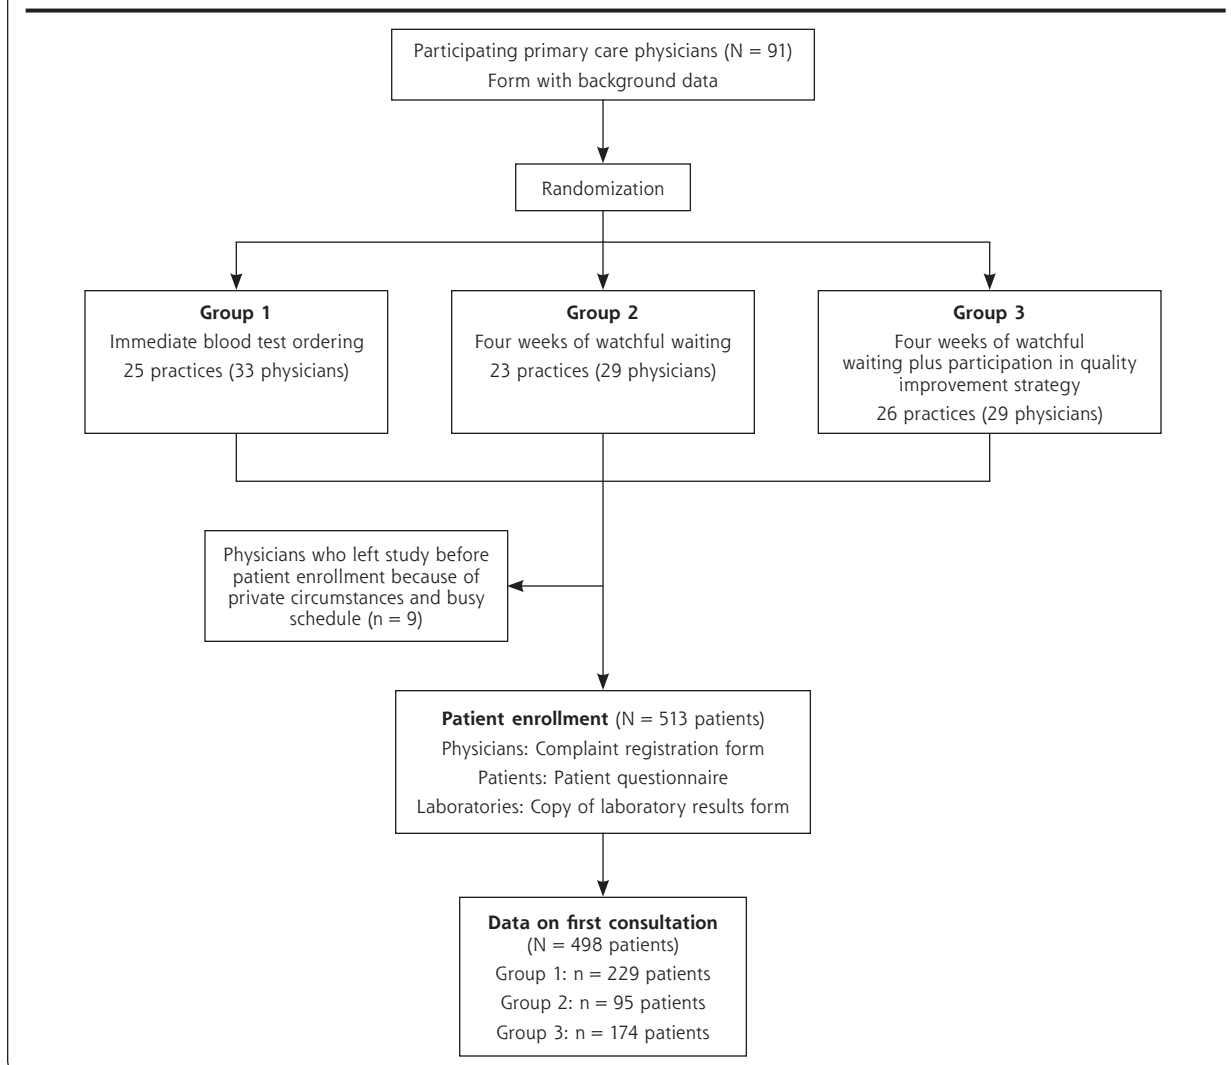 Participating primary care physicians (N = 91)
Form with background data
Randomization
Group 1
Immediate blood test ordering
25 practices (33 physicians)
Group 2
Four weeks of watchful waiting
23 practices (29 physicians)
Group 3
Four weeks of watchful
waiting plus participation in quality
improvement strategy
26 practices (29 physicians)
Physicians who left study before
patient enrollment because of
private circumstances and busy
schedule (n = 9)
Patient enrollment (N = 513 patients)
Physicians: Complaint registration form
Patients: Patient questionnaire
Laboratories: Copy of laboratory results form
Data on first consultation
(N = 498 patients)
Group 1: n = 229 patients
Group 2: n = 95 patients
Group 3: n = 174 patients